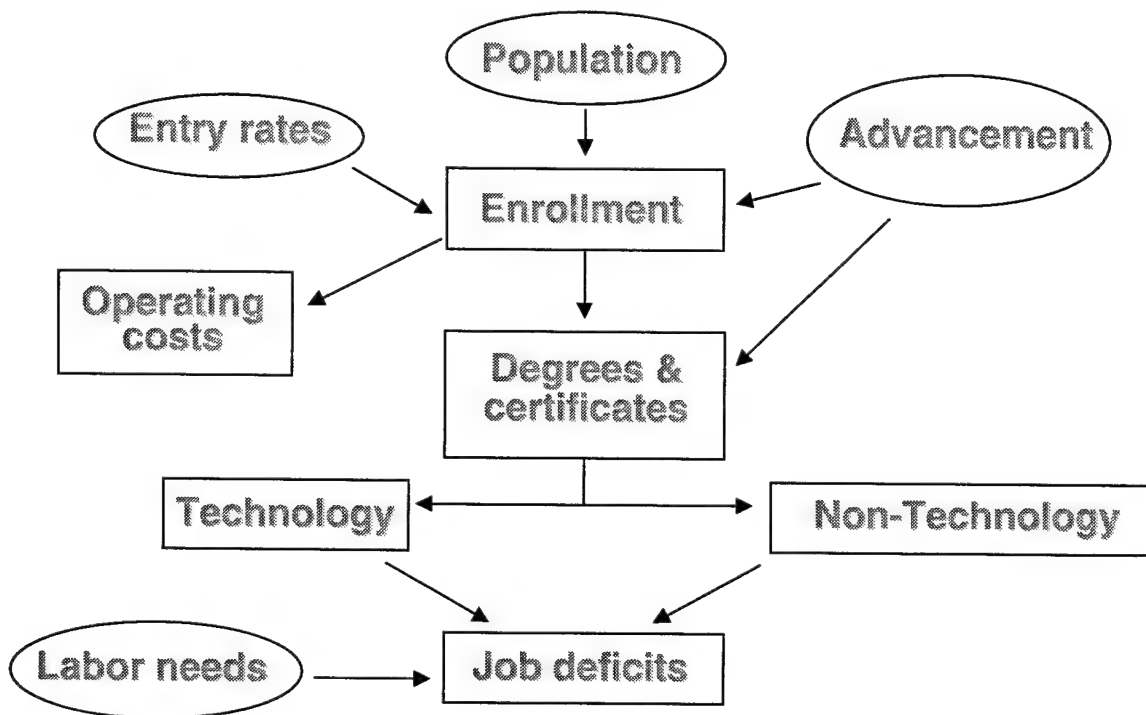 Population
Entry rates
Advancement
Enrollment
Operating
costs
Degrees &
certificates
Technology
Non-Technology
Labor needs
Job deficits